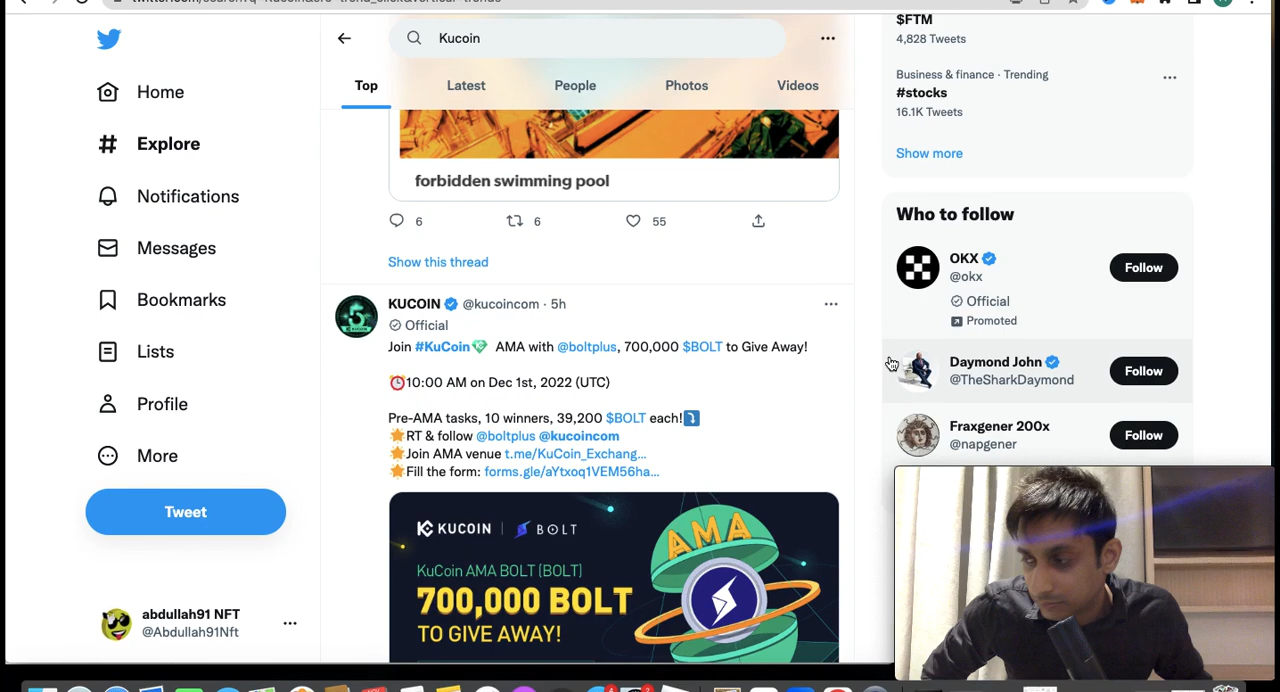 Kucoin
Top
Latest
People
Photos
Videos
Home
Explore
Notifications
Messages
Bookmarks
Lists
Profile
More
Tweet
abdullah91 NFT
@Abdullah91Nft
forbidden swimming pool
6
6
55
Show this thread
KUCOIN @kucoincom · 5h
Official
Join #KuCoin AMA with @boltplus, 700,000 $BOLT to Give Away!
10:00 AM on Dec 1st, 2022 (UTC)
Pre-AMA tasks, 10 winners, 39,200 $BOLT each!
RT & follow @boltplus @kucoincom
Join AMA venue t.me/KuCoin_Exchang...
Fill the form: forms.gle/aYtxoq1VEM56ha...
KUCOIN | BOLT
KuCoin AMA BOLT (BOLT)
700,000 BOLT
TO GIVE AWAY!
AMA
$FTM
4,828 Tweets
Business & finance · Trending
#stocks
16.1K Tweets
Show more
Who to follow
OKX
@okx
Official
Promoted
Follow
Daymond John
@TheSharkDaymond
Follow
Fraxgener 200x
@napgener
Follow